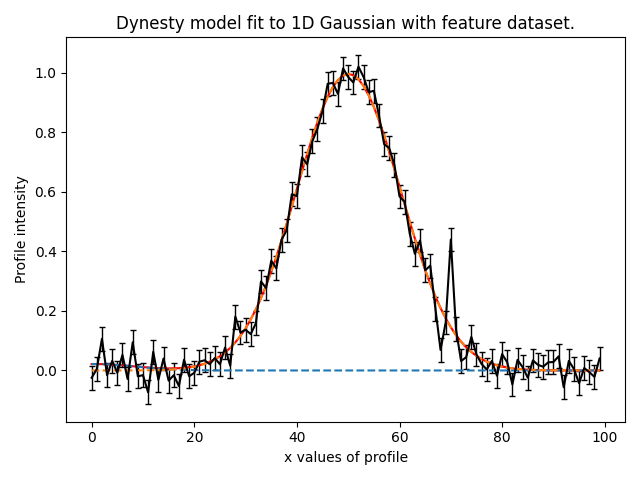 Dynesty model fit to 1D Gaussian with feature dataset.
1.0
0.8
0.6
0.4
0.2
0.0
Profile intensity
0 20 40 60 80 100
x values of profile